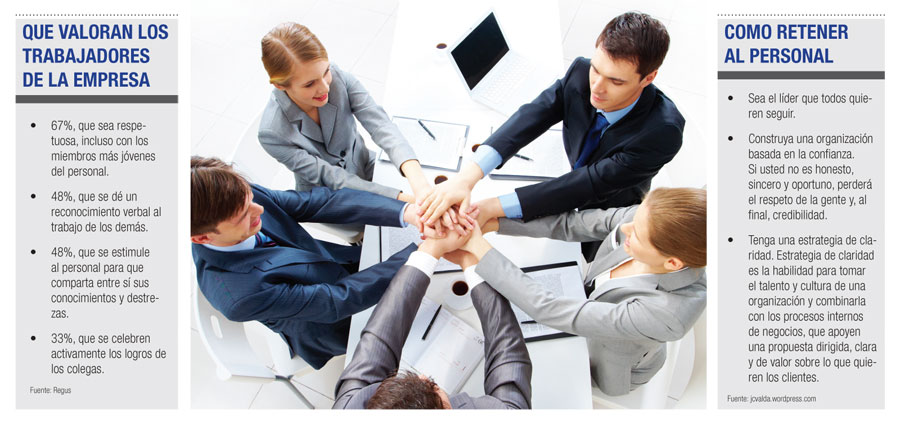 QUE VALORAN LOS
TRABAJADORES
DE LA EMPRESA
• 67%, que sea respe-
tuosa, incluso con los
miembros más jóvenes
del personal.
• 48%, que se dé un
reconocimiento verbal al
trabajo de los demás.
• 48%, que se estimule
al personal para que
comparta entre sí sus
conocimientos y destre-
zas.
• 33%, que se celebren
activamente los logros de
los colegas.
Fuente: Regus
COMO RETENER
AL PERSONAL
• Sea el líder que todos quie-
ren seguir.
• Construya una organización
basada en la confianza.
Si usted no es honesto,
sincero y oportuno, perderá
el respeto de la gente y, al
final, credibilidad.
• Tenga una estrategia de cla-
ridad. Estrategia de claridad
es la habilidad para tomar
el talento y cultura de una
organización y combinarla
con los procesos internos
de negocios, que apoyen
una propuesta dirigida, clara
y de valor sobre lo que quie-
ren los clientes.
Fuente: jcvalda.wordpress.com